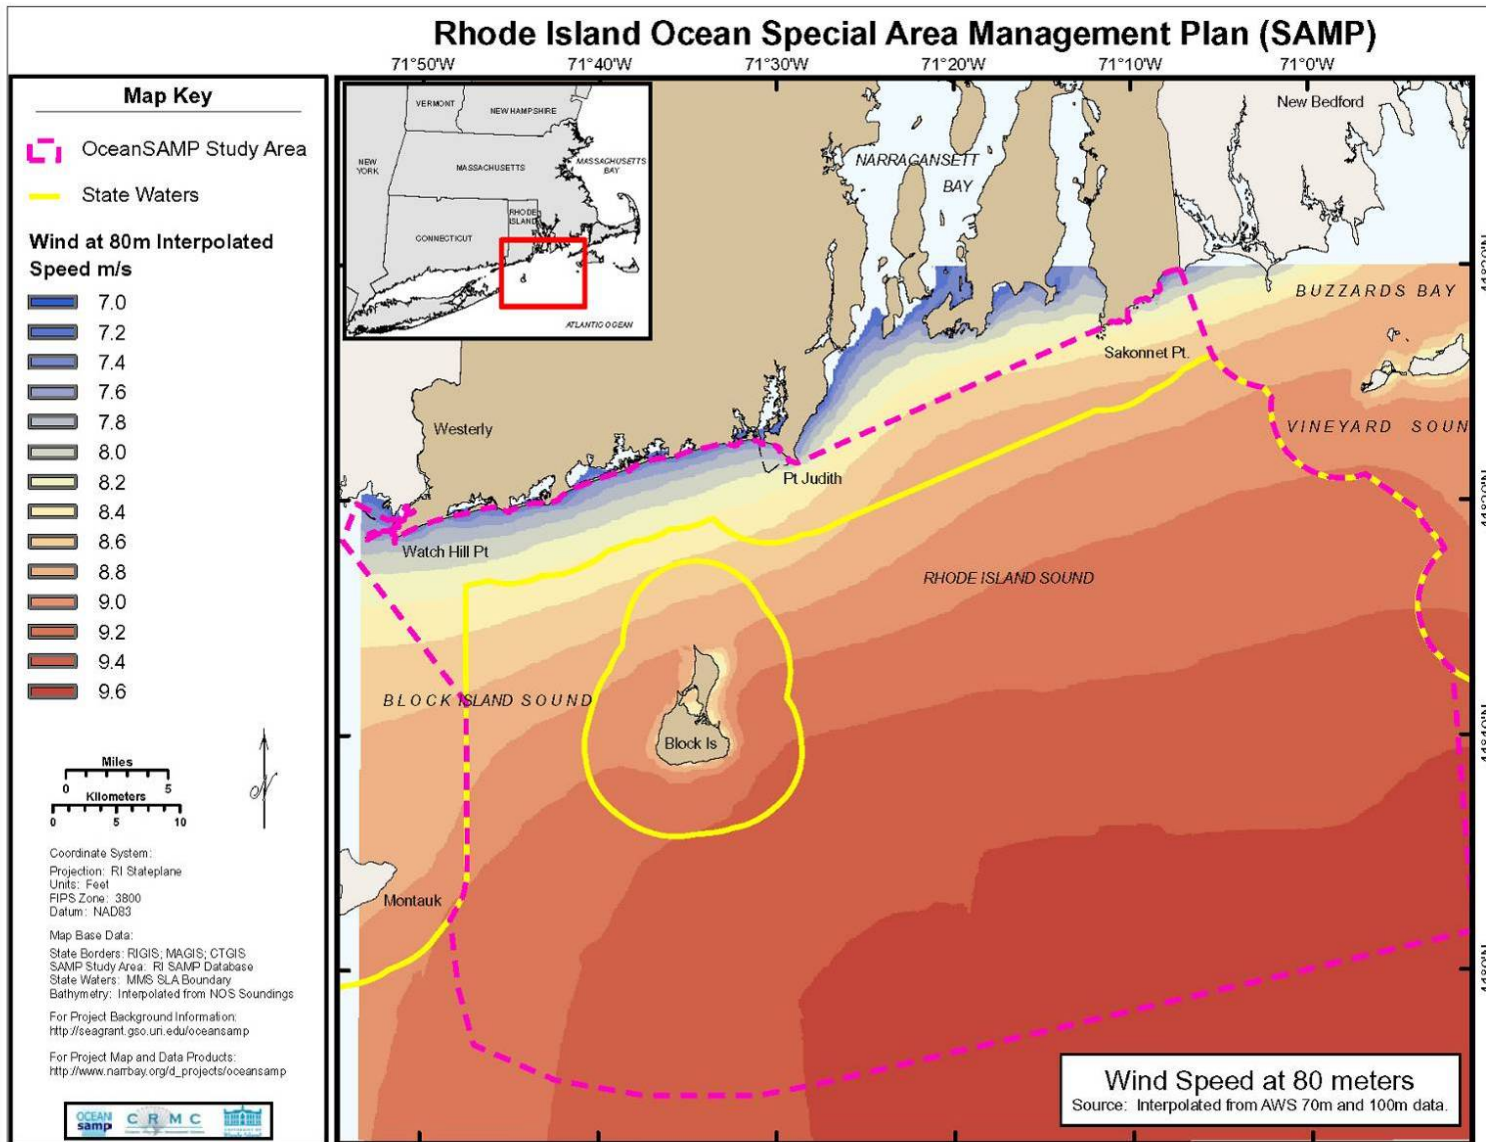 Rhode Island Ocean Special Area Management Plan (SAMP)
71°50'W
71°40'W
71°30'W
71°20'W
71°10'W
71°0'W
Map Key
OceanSAMP Study Area
State Waters
Wind at 80m Interpolated
Speed m/s
7.0
7.2
7.4
7.6
7.8
8.0
8.2
8.4
8.6
8.8
9.0
9.2
9.4
9.6
Miles
0 5
Kilometers
0 5 10
N
Coordinate System:
Projection: RI Stateplane
Units: Feet
FIPS Zone: 3800
Datum: NAD83
Map Base Data:
State Borders: RIGIS; MAGIS; CTGIS
SAMP Study Area: RI SAMP Database
State Waters: MMS SLA Boundary
Bathymetry: Interpolated from NOS Soundings
For Project Background Information:
http://seagrant.gso.uri.edu/oceansamp
For Project Map and Data Products:
http://www.narrbay.org/d_projects/oceansamp
OCEAN
samp
CRMC
VERMONT
NEW HAMPSHIRE
NEW
YORK
MASSACHUSETTS
MASSACHUSETTS
BAY
RHODE
ISLAND
CONNECTICUT
ATLANTIC OCEAN
New Bedford
NARRAGANSETT
BAY
BUZZARDS BAY
Sakonnet Pt.
VINEYARD SOUN
Westerly
Pt Judith
Watch Hill Pt
RHODE ISLAND SOUND
BLOCK ISLAND SOUND
Block Is
Montauk
Wind Speed at 80 meters
Source: Interpolated from AWS 70m and 100m data.